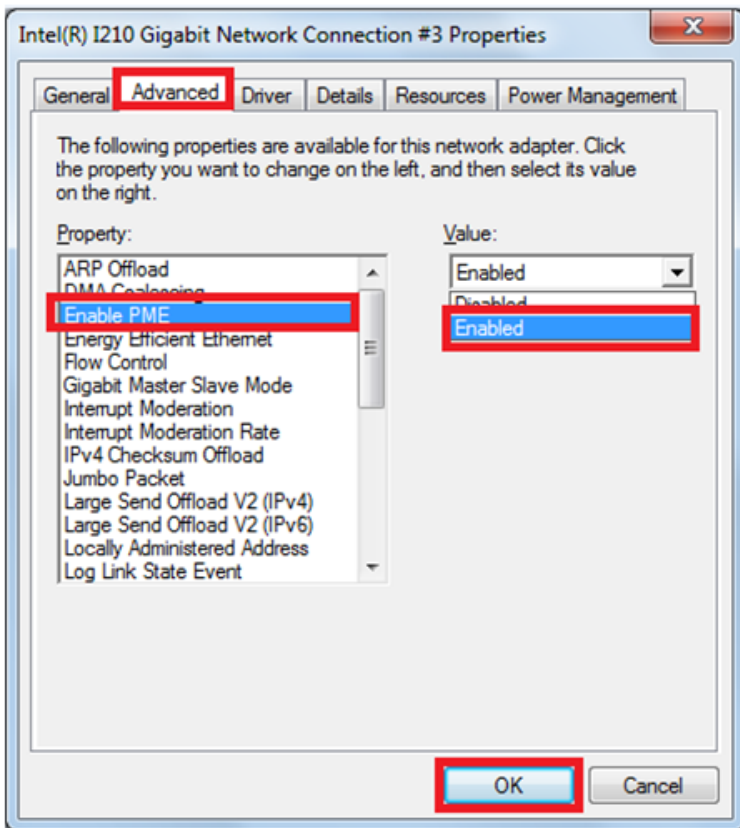 Intel(R) I210 Gigabit Network Connection #3 Properties
General Advanced Driver Details Resources Power Management
The following properties are available for this network adapter. Click
the property you want to change on the left, and then select its value
on the right.
Property:
Value:
ARP Offload
DMA Coalescing
Enable PME
Energy Efficient Ethernet
Flow Control
Gigabit Master Slave Mode
Interrupt Moderation
Interrupt Moderation Rate
IPv4 Checksum Offload
Jumbo Packet
Large Send Offload V2 (IPv4)
Large Send Offload V2 (IPv6)
Locally Administered Address
Log Link State Event
Enabled
Disabled
Enabled
OK Cancel